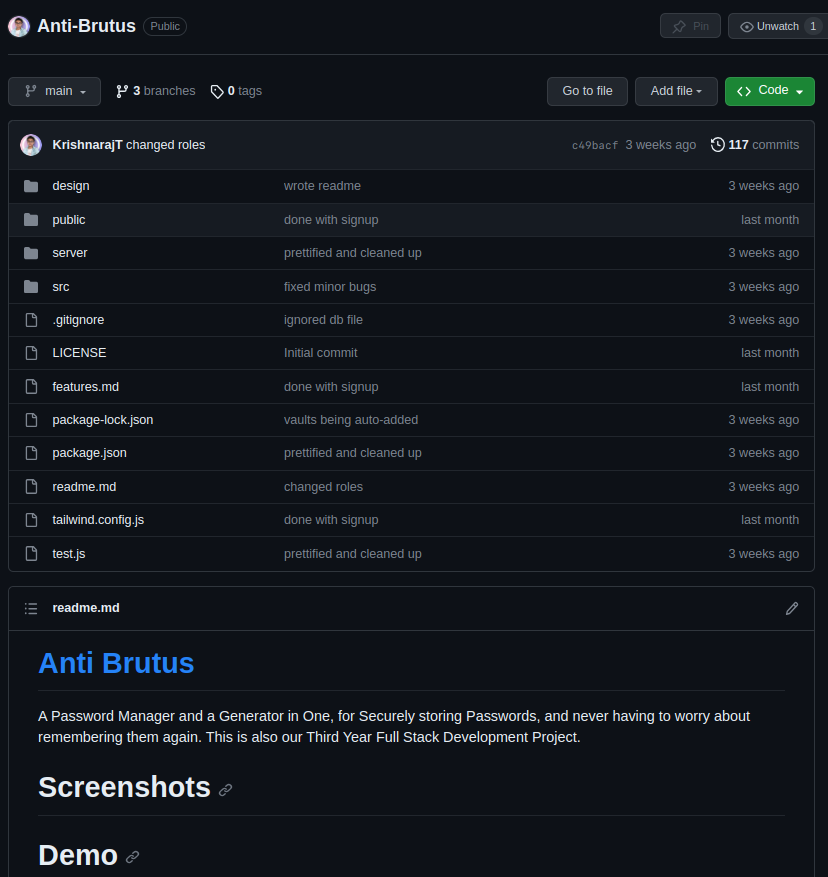 Anti-Brutus Public Pin Unwatch 1
main 3 branches 0 tags Go to file Add file Code
KrishnarajT changed roles c49bacf 3 weeks ago 117 commits
design wrote readme 3 weeks ago
public done with signup last month
server prettified and cleaned up 3 weeks ago
src fixed minor bugs 3 weeks ago
.gitignore ignored db file 3 weeks ago
LICENSE Initial commit last month
features.md done with signup last month
package-lock.json vaults being auto-added 3 weeks ago
package.json prettified and cleaned up 3 weeks ago
readme.md changed roles 3 weeks ago
tailwind.config.js done with signup last month
test.js prettified and cleaned up 3 weeks ago
readme.md
Anti Brutus
A Password Manager and a Generator in One, for Securely storing Passwords, and never having to worry about
remembering them again. This is also our Third Year Full Stack Development Project.
Screenshots
Demo